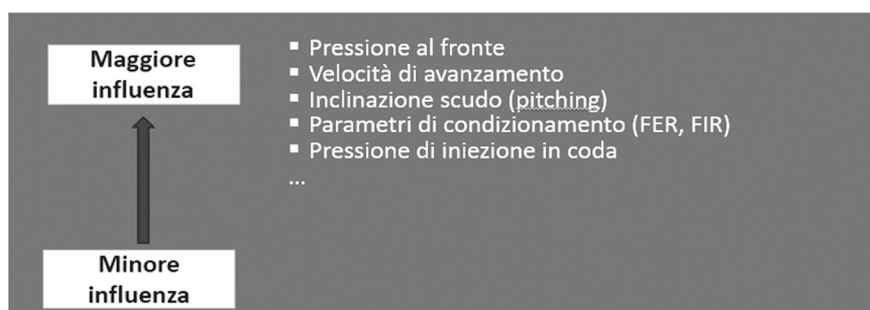 Maggiore
influenza
▪ Pressione al fronte
▪ Velocità di avanzamento
▪ Inclinazione scudo (pitching)
▪ Parametri di condizionamento (FER, FIR)
▪ Pressione di iniezione in coda
...
Minore
influenza